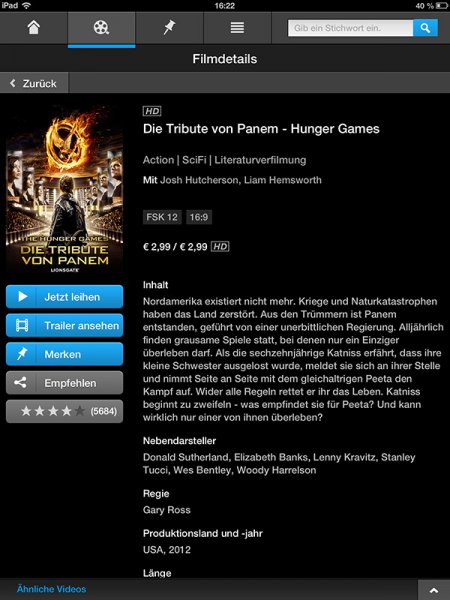 iPad 16:22 40 %
Gib ein Stichwort ein.
Filmdetails
Zurück
HD
Die Tribute von Panem - Hunger Games
Action | SciFi | Literaturverfilmung
Mit Josh Hutcherson, Liam Hemsworth
FSK 12 16:9
€ 2,99 / € 2,99 HD
THE HUNGER GAMES
DIE TRIBUTE
VON PANEM
LIONSGATE
Jetzt leihen
Trailer ansehen
Merken
Empfehlen
(5684)
Inhalt
Nordamerika existiert nicht mehr. Kriege und Naturkatastrophen
haben das Land zerstört. Aus den Trümmern ist Panem
entstanden, geführt von einer unerbittlichen Regierung. Alljährlich
finden grausame Spiele statt, bei denen nur ein Einziger
überleben darf. Als die sechzehnjährige Katniss erfährt, dass ihre
kleine Schwester ausgelost wurde, meldet sie sich an ihrer Stelle
und nimmt Seite an Seite mit dem gleichaltrigen Peeta den
Kampf auf. Wider alle Regeln rettet er ihr das Leben. Katniss
beginnt zu zweifeln - was empfindet sie für Peeta? Und kann
wirklich nur einer von ihnen überleben?
Nebendarsteller
Donald Sutherland, Elizabeth Banks, Lenny Kravitz, Stanley
Tucci, Wes Bentley, Woody Harrelson
Regie
Gary Ross
Produktionsland und -jahr
USA, 2012
Länge
Ähnliche Videos